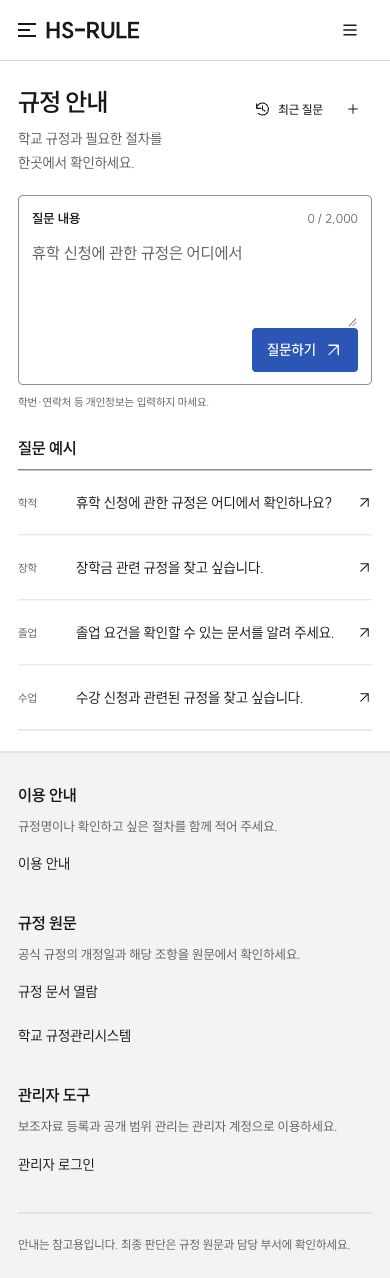 HS-RULE
규정 안내
최근 질문
학교 규정과 필요한 절차를
한곳에서 확인하세요.
질문 내용
0 / 2,000
휴학 신청에 관한 규정은 어디에서
질문하기
학번·연락처 등 개인정보는 입력하지 마세요.
질문 예시
학적 휴학 신청에 관한 규정은 어디에서 확인하나요?
장학 장학금 관련 규정을 찾고 싶습니다.
졸업 졸업 요건을 확인할 수 있는 문서를 알려 주세요.
수업 수강 신청과 관련된 규정을 찾고 싶습니다.
이용 안내
규정명이나 확인하고 싶은 절차를 함께 적어 주세요.
이용 안내
규정 원문
공식 규정의 개정일과 해당 조항을 원문에서 확인하세요.
규정 문서 열람
학교 규정관리시스템
관리자 도구
보조자료 등록과 공개 범위 관리는 관리자 계정으로 이용하세요.
관리자 로그인
안내는 참고용입니다. 최종 판단은 규정 원문과 담당 부서에 확인하세요.